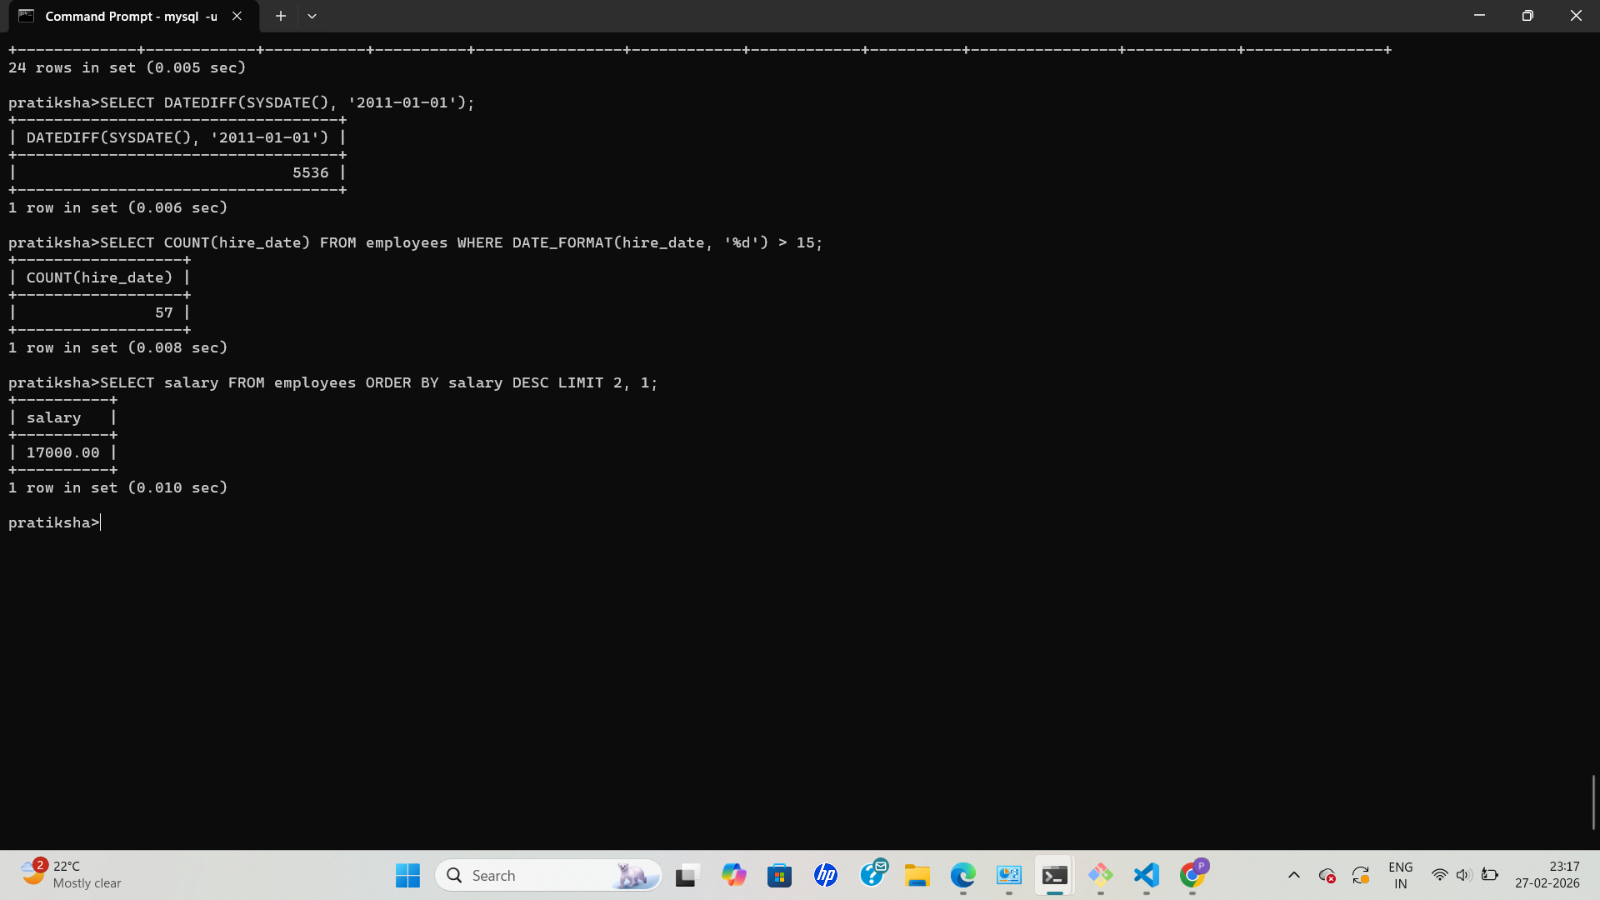 Command Prompt - mysql -u
+-------------+------------+-----------+----------+----------------+------------+------------+----------+----------------+------------+---------------+
24 rows in set (0.005 sec)
pratiksha>SELECT DATEDIFF(SYSDATE(), '2011-01-01');
+-----------------------------------+
| DATEDIFF(SYSDATE(), '2011-01-01') |
+-----------------------------------+
|                              5536 |
+-----------------------------------+
1 row in set (0.006 sec)
pratiksha>SELECT COUNT(hire_date) FROM employees WHERE DATE_FORMAT(hire_date, '%d') > 15;
+------------------+
| COUNT(hire_date) |
+------------------+
|               57 |
+------------------+
1 row in set (0.008 sec)
pratiksha>SELECT salary FROM employees ORDER BY salary DESC LIMIT 2, 1;
+----------+
| salary   |
+----------+
| 17000.00 |
+----------+
1 row in set (0.010 sec)
pratiksha>
2
22°C
Mostly clear
Search
hp
P
ENG
IN
23:17
27-02-2026